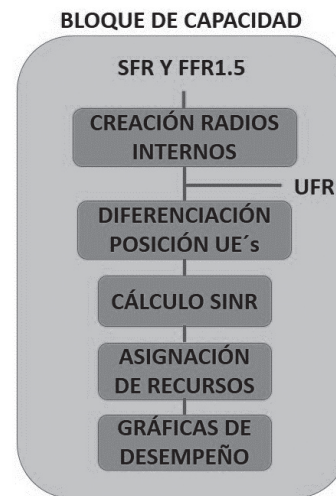 BLOQUE DE CAPACIDAD
SFR Y FFR1.5
CREACIÓN RADIOS
INTERNOS
UFR
DIFERENCIACIÓN
POSICIÓN UE´s
CÁLCULO SINR
ASIGNACIÓN
DE RECURSOS
GRÁFICAS DE
DESEMPEÑO